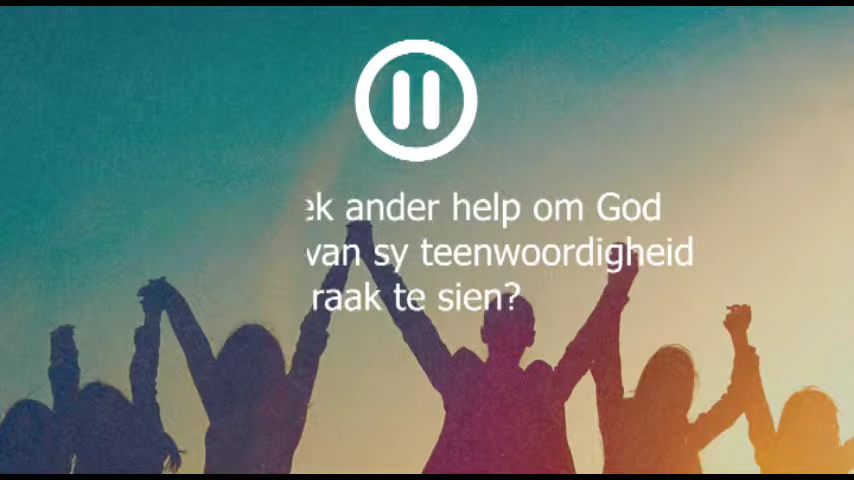 ek ander help om God
van sy teenwoordigheid
raak te sien?